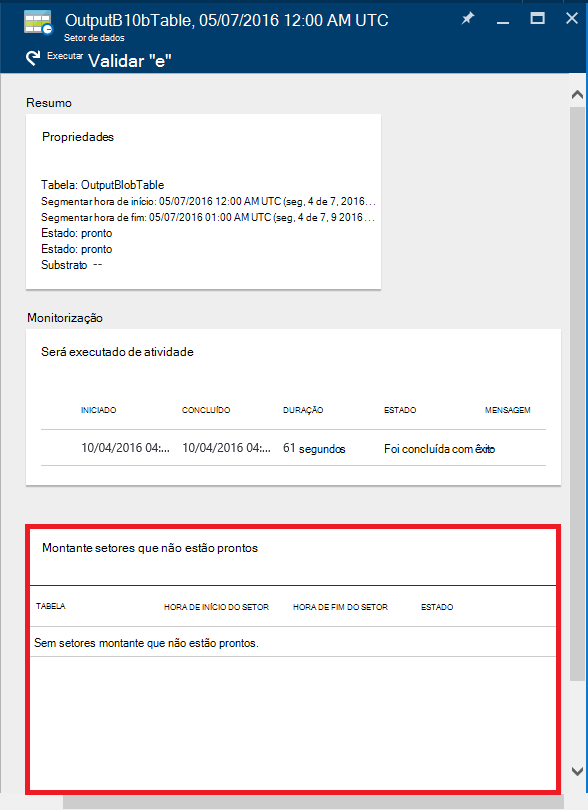 OutputB10bTable, 05/07/2016 12:00 AM UTC
Setor de dados
Executar Validar "e"
Resumo
Propriedades
Tabela: OutputBlobTable
Segmentar hora de início: 05/07/2016 12:00 AM UTC (seg, 4 de 7, 2016...
Segmentar hora de fim: 05/07/2016 01:00 AM UTC (seg, 4 de 7, 9 2016...
Estado: pronto
Estado: pronto
Substrato --
Monitorização
Será executado de atividade
INICIADO CONCLUÍDO DURAÇÃO ESTADO MENSAGEM
10/04/2016 04:... 10/04/2016 04:... 61 segundos Foi concluída com êxito
Montante setores que não estão prontos
TABELA HORA DE INÍCIO DO SETOR HORA DE FIM DO SETOR ESTADO
Sem setores montante que não estão prontos.